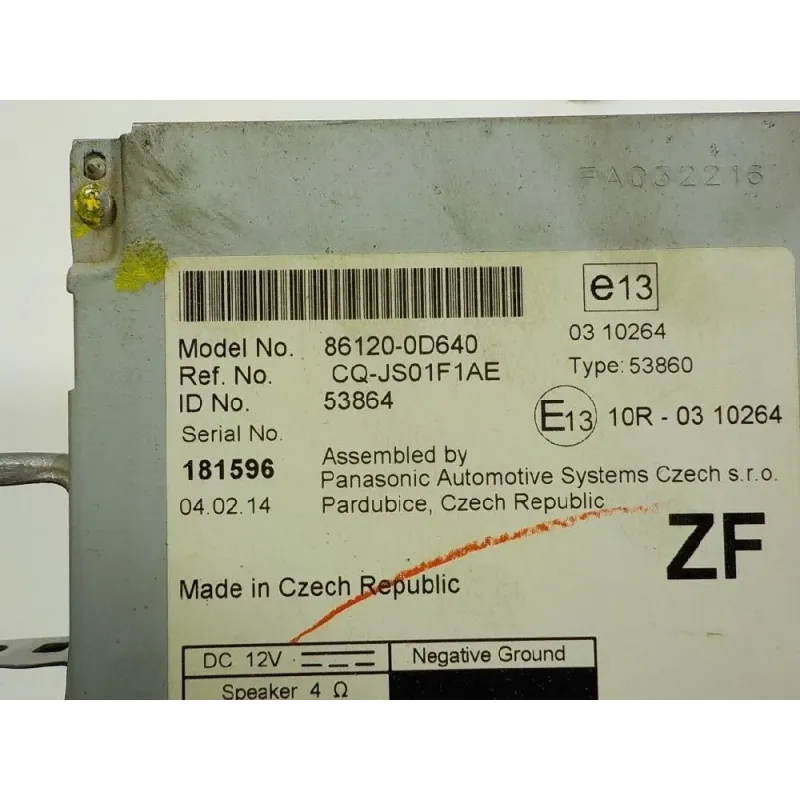 FA032216
e13
Model No. 86120-0D640
03 10264
Ref. No. CQ-JS01F1AE
Type: 53860
ID No. 53864
E13 10R - 03 10264
Serial No.
181596
Assembled by
Panasonic Automotive Systems Czech s.r.o.
04.02.14
Pardubice, Czech Republic
ZF
Made in Czech Republic
DC 12V
Negative Ground
Speaker 4 Ω